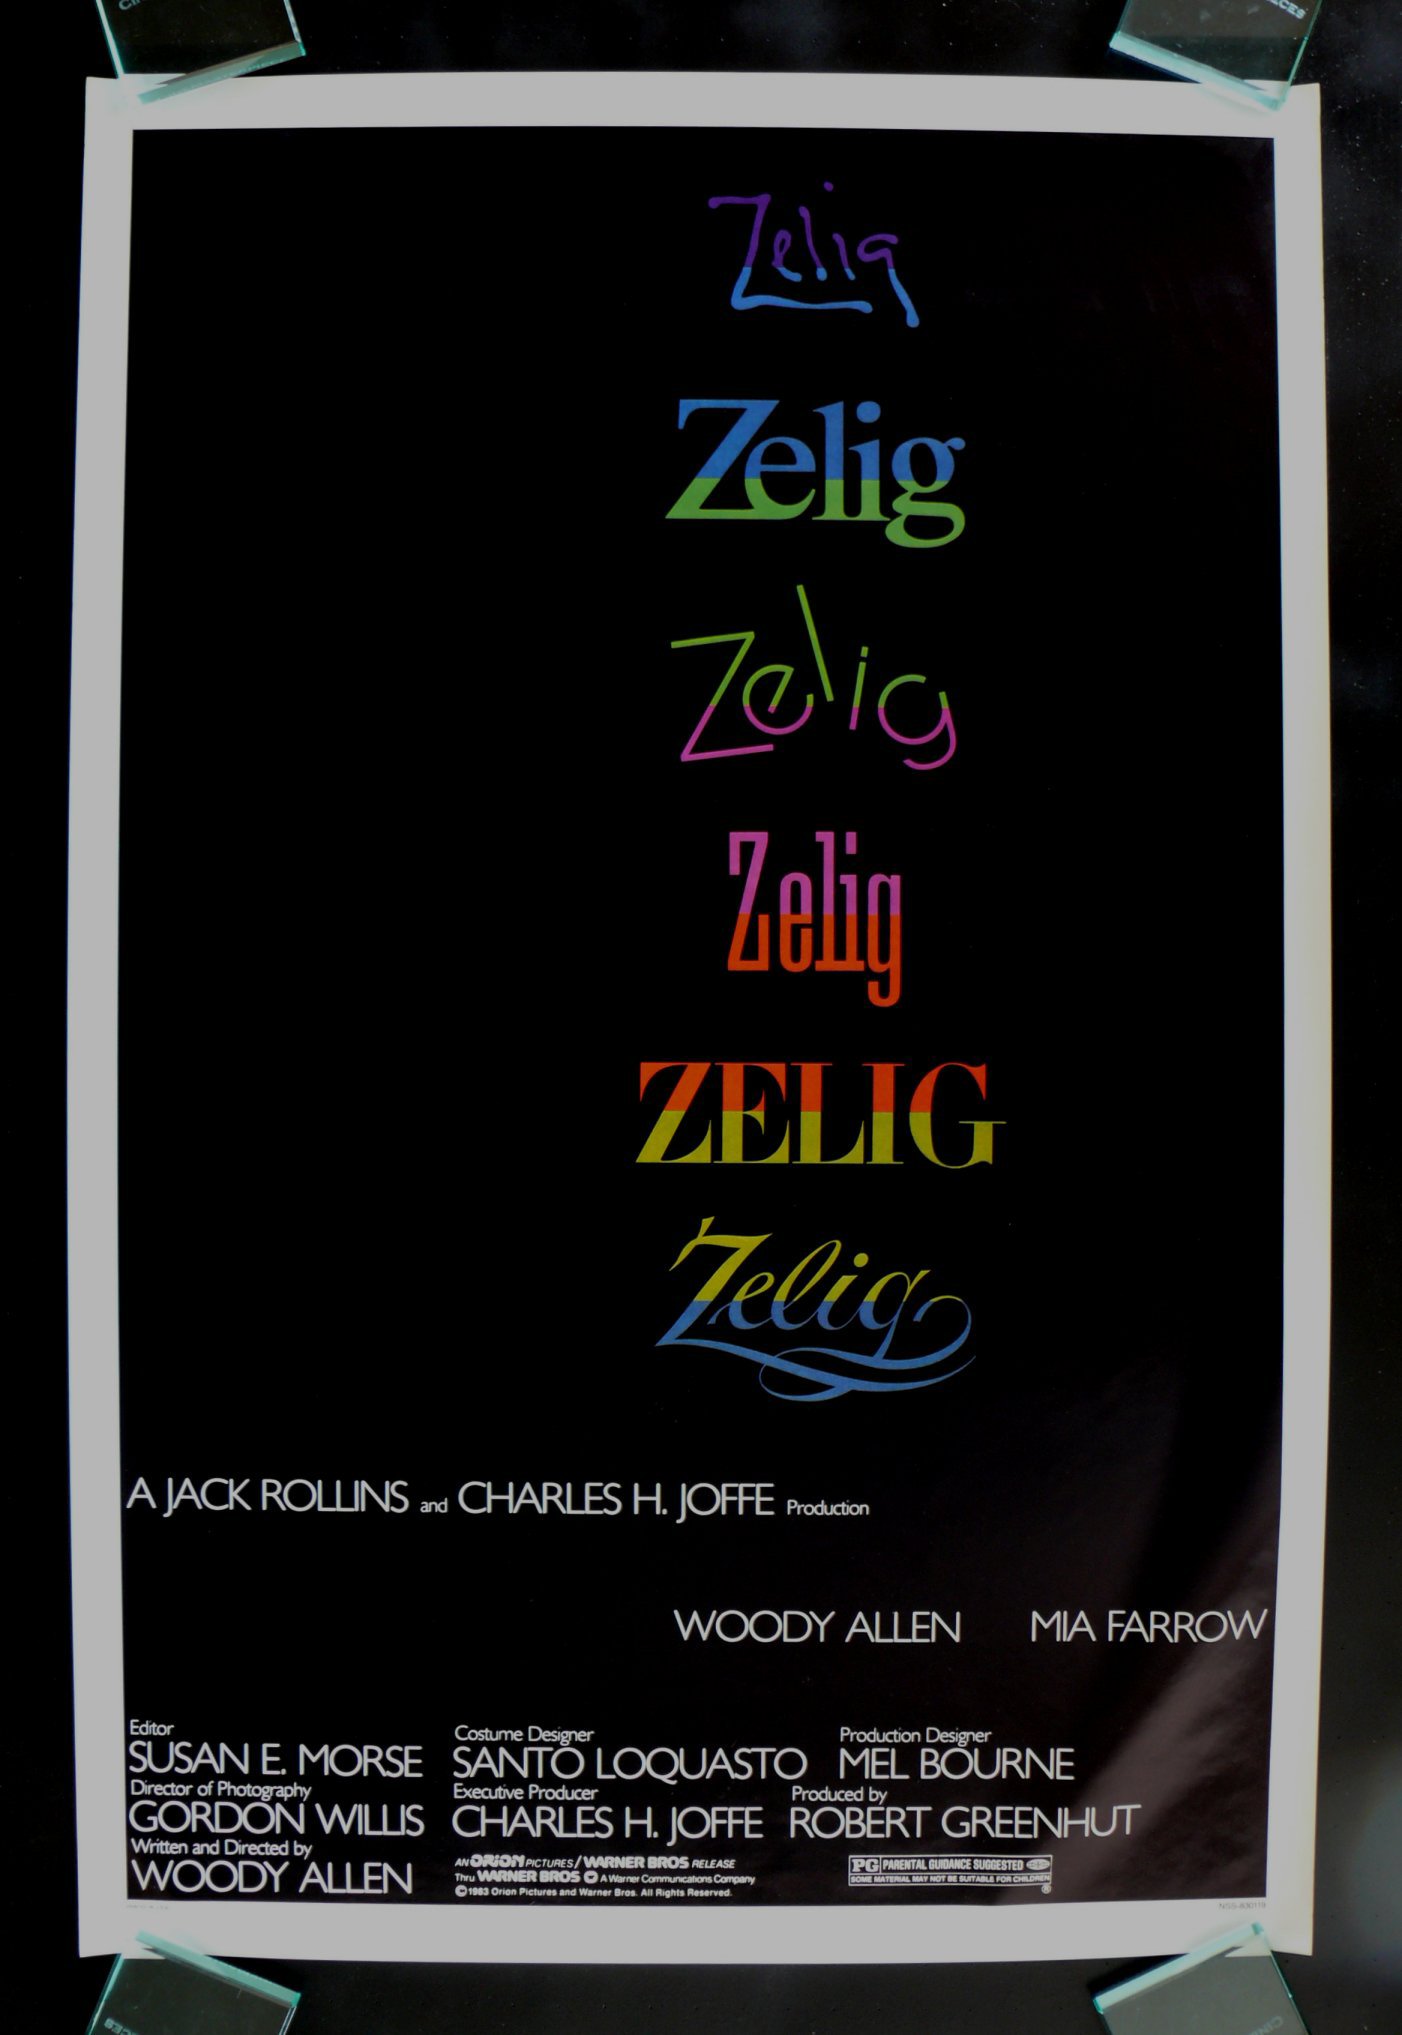 Zelig
Zelig
Zelig
Zelig
ZELIG
Zelig
A JACK ROLLINS and CHARLES H. JOFFE Production
WOODY ALLEN MIA FARROW
Editor Costume Designer Production Designer
SUSAN E. MORSE SANTO LOQUASTO MEL BOURNE
Director of Photography Executive Producer Produced by
GORDON WILLIS CHARLES H. JOFFE ROBERT GREENHUT
Written and Directed by
WOODY ALLEN
AN ORION PICTURES / WARNER BROS RELEASE
Thru WARNER BROS A Warner Communications Company
©1983 Orion Pictures and Warner Bros. All Rights Reserved.
PG PARENTAL GUIDANCE SUGGESTED
SOME MATERIAL MAY NOT BE SUITABLE FOR CHILDREN
®
NSS-830119